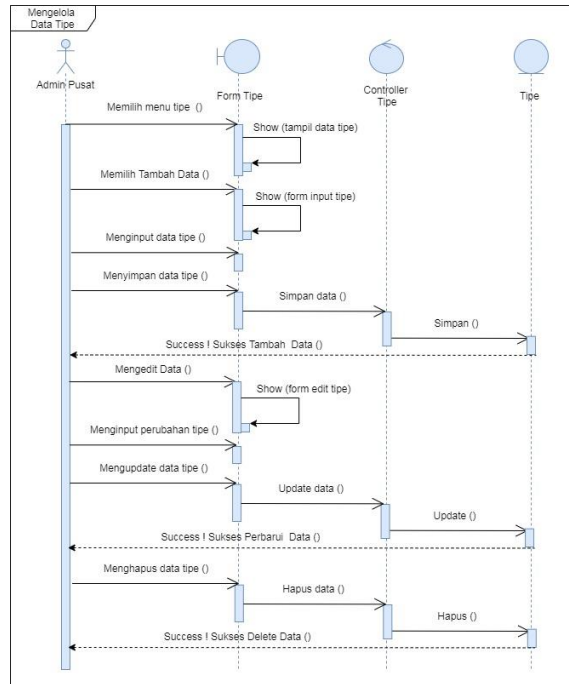 Mengelola
Data Tipe
Admin Pusat
Form Tipe
Controller
Tipe
Tipe
Memilih menu tipe ()
Show (tampil data tipe)
Memilih Tambah Data ()
Show (form input tipe)
Menginput data tipe ()
Menyimpan data tipe ()
Simpan data ()
Simpan ()
Success ! Sukses Tambah Data ()
Mengedit Data ()
Show (form edit tipe)
Menginput perubahan tipe ()
Mengupdate data tipe ()
Update data ()
Update ()
Success ! Sukses Perbarui Data ()
Menghapus data tipe ()
Hapus data ()
Hapus ()
Success ! Sukses Delete Data ()